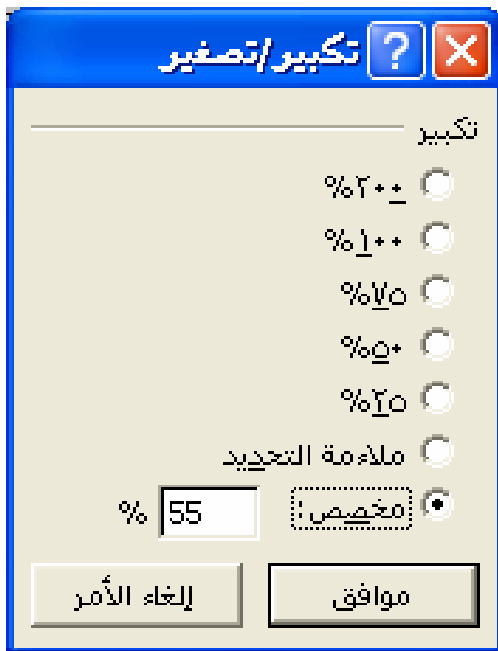 تكبير/تصغير
تكبير
٢٠٠%
١٠٠%
٧٥%
٥٠%
٢٥%
ملاءمة التحديد
مخصص: 55 %
موافق إلغاء الأمر